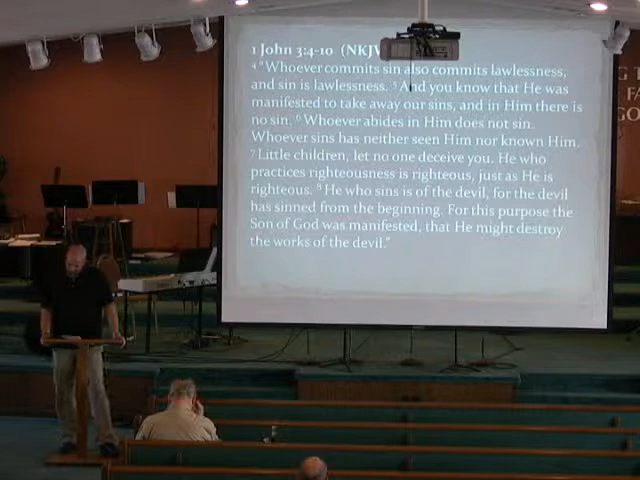 1 John 3:4-10 (NKJV
4 "Whoever commits sin also commits lawlessness,
and sin is lawlessness. 5 And you know that He was
manifested to take away our sins, and in Him there is
no sin. 6 Whoever abides in Him does not sin.
Whoever sins has neither seen Him nor known Him.
7 Little children, let no one deceive you. He who
practices righteousness is righteous, just as He is
righteous. 8 He who sins is of the devil, for the devil
has sinned from the beginning. For this purpose the
Son of God was manifested, that He might destroy
the works of the devil."
G T
FA
GO